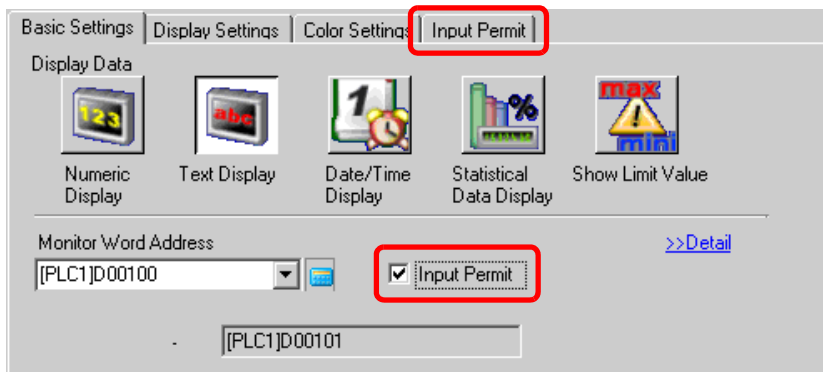 Basic Settings Display Settings Color Settings Input Permit
Display Data
123 abc 1 % max
mini
Numeric Display Text Display Date/Time Display Statistical Data Display Show Limit Value
Monitor Word Address >>Detail
[PLC1]D00100 Input Permit
- [PLC1]D00101